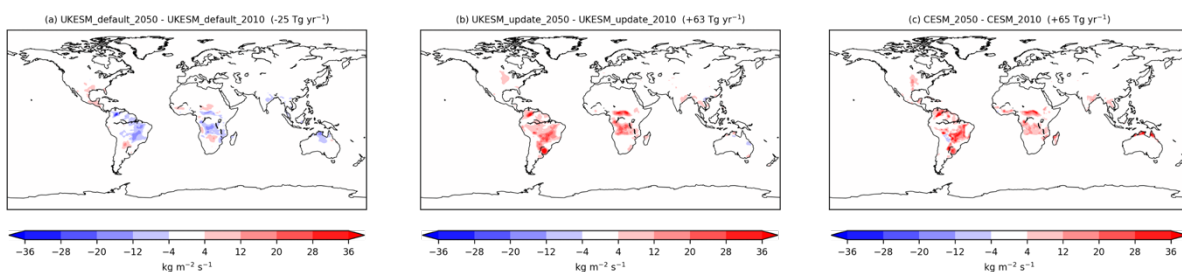 (a) UKESM_default_2050 - UKESM_default_2010 (-25 Tg yr⁻¹)
(b) UKESM_update_2050 - UKESM_update_2010 (+63 Tg yr⁻¹)
(c) CESM_2050 - CESM_2010 (+65 Tg yr⁻¹)
−36 −28 −20 −12 −4 4 12 20 28 36
kg m⁻² s⁻¹
−36 −28 −20 −12 −4 4 12 20 28 36
kg m⁻² s⁻¹
−36 −28 −20 −12 −4 4 12 20 28 36
kg m⁻² s⁻¹